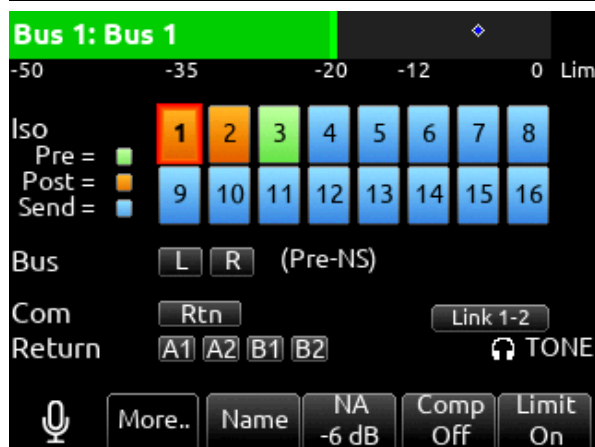 Bus 1: Bus 1
-50 -35 -20 -12 0 Lim
Iso 1 2 3 4 5 6 7 8
Pre =
Post = 9 10 11 12 13 14 15 16
Send =
Bus L R (Pre-NS)
Com Rtn Link 1-2
Return A1 A2 B1 B2 TONE
More.. Name NA Comp Limit
-6 dB Off On